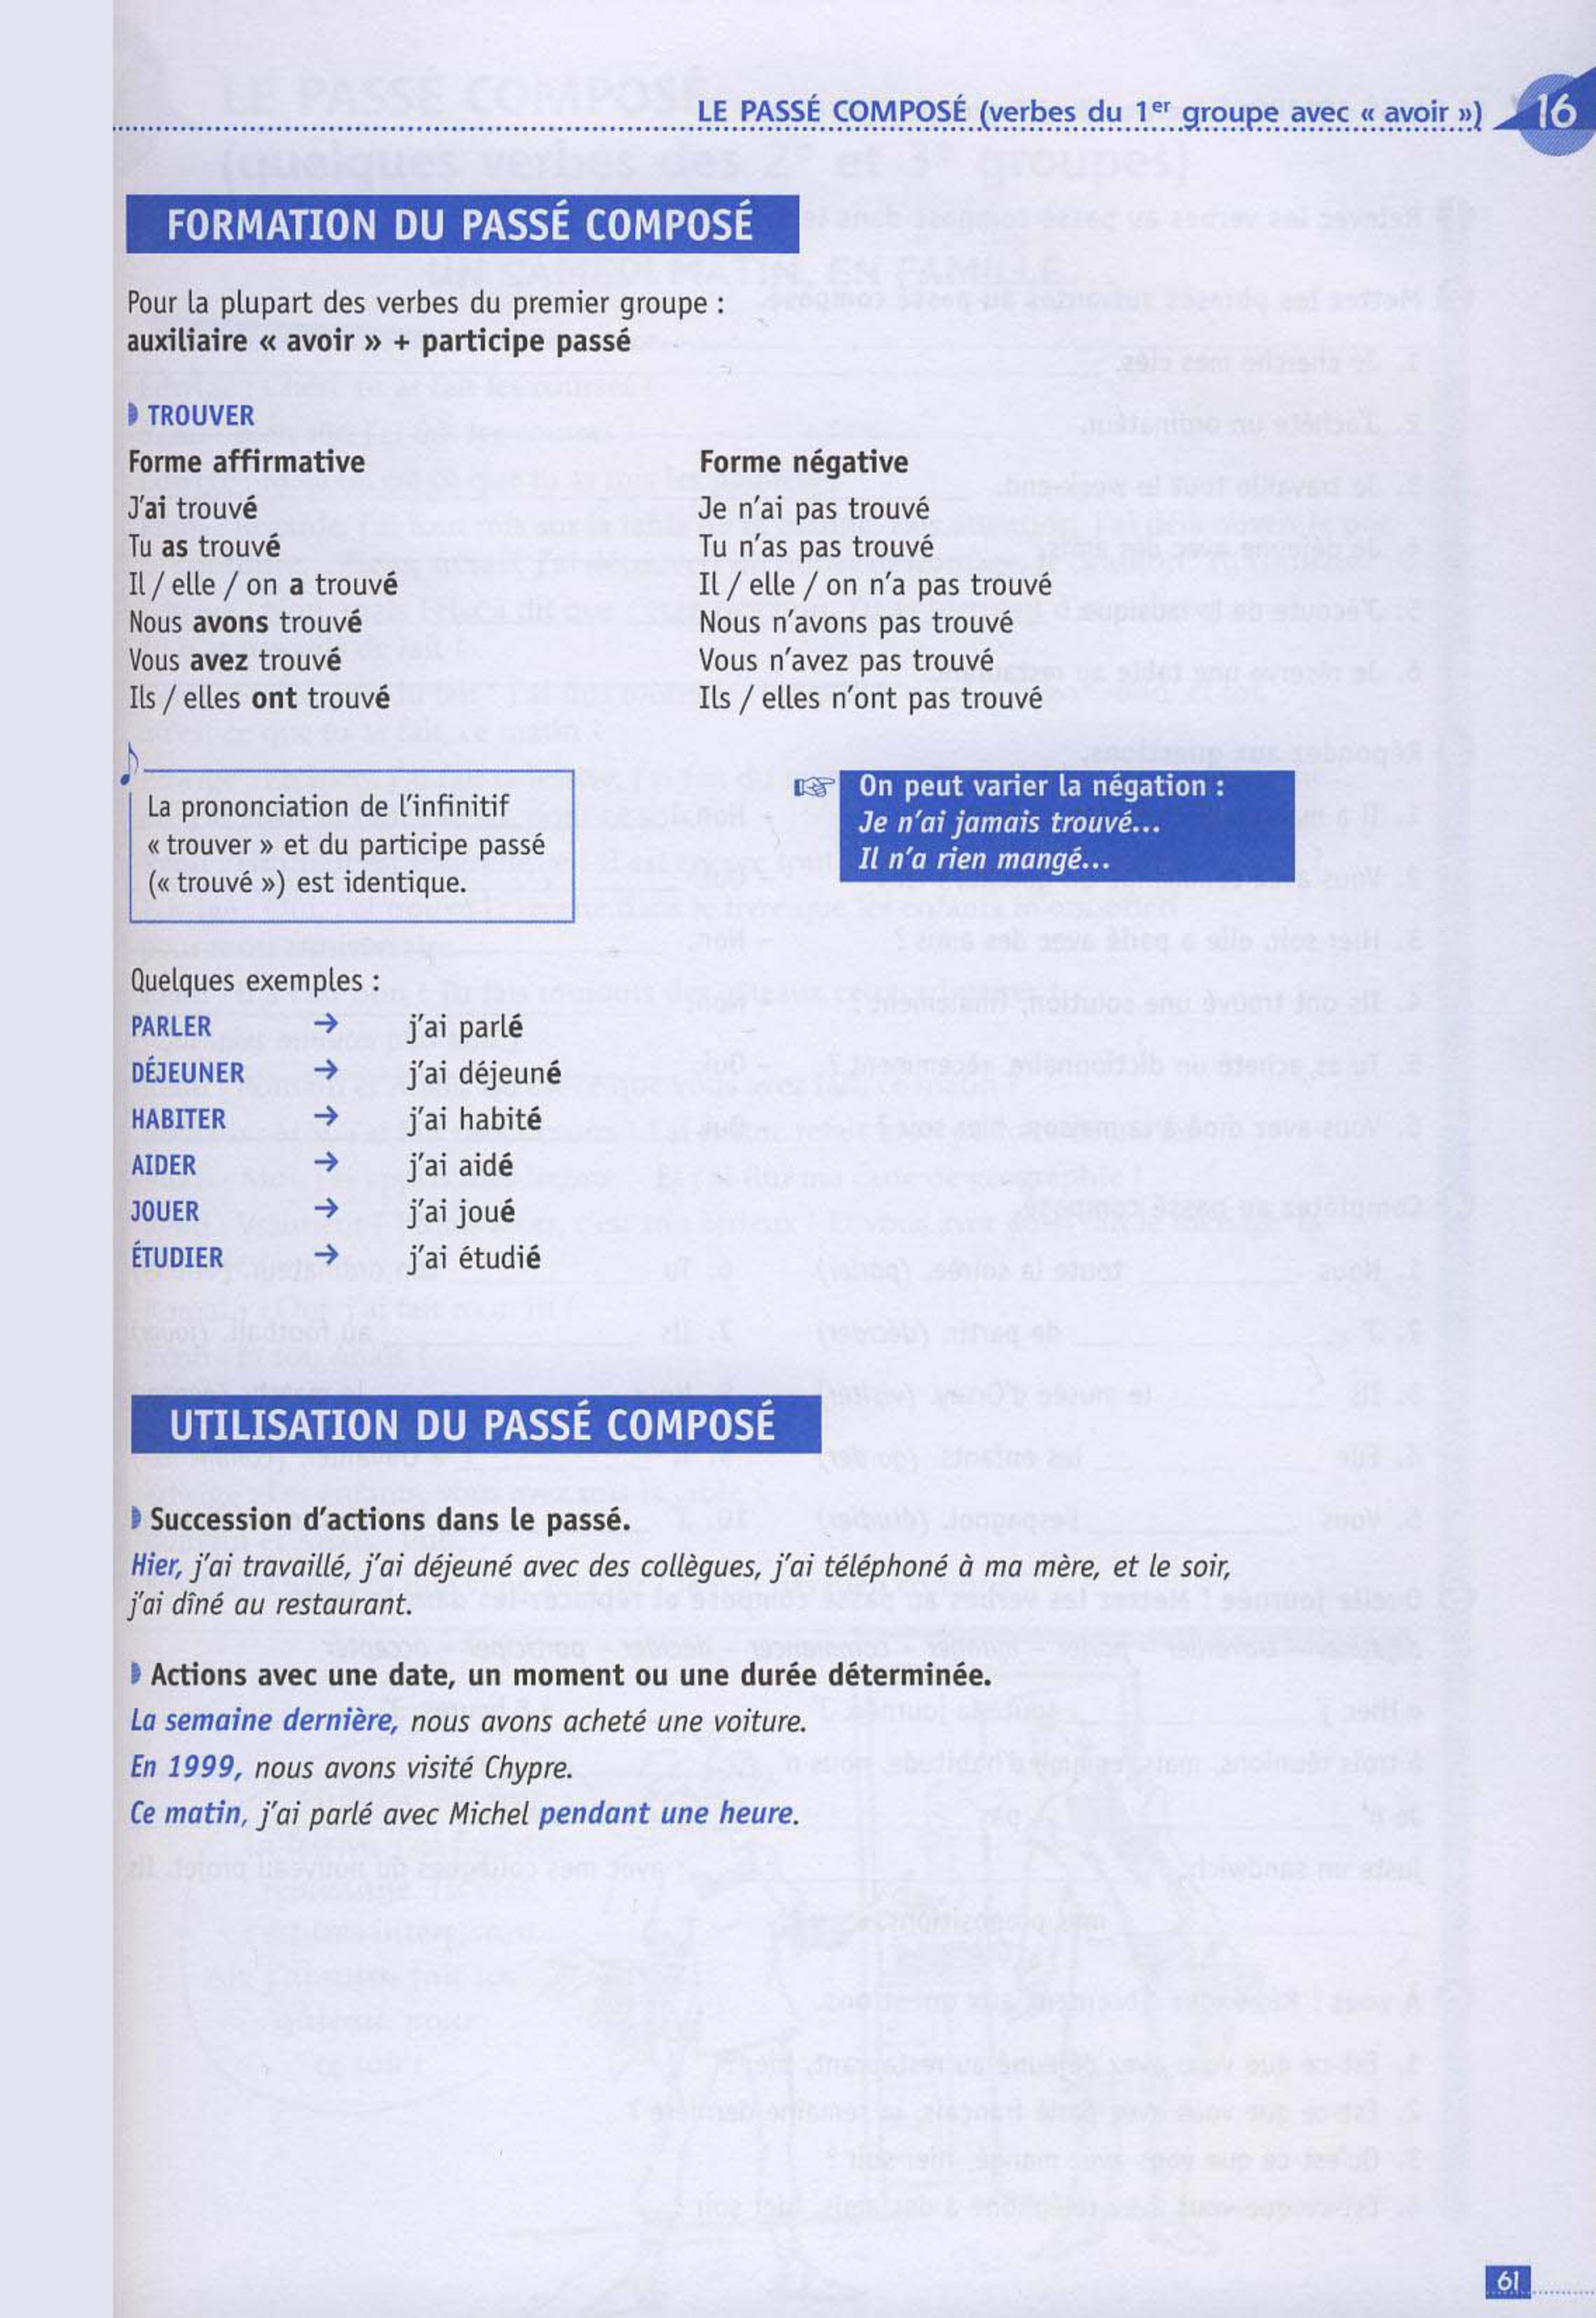 LE PASSÉ COMPOSÉ (verbes du 1er groupe avec « avoir ») 16
FORMATION DU PASSÉ COMPOSÉ
Pour la plupart des verbes du premier groupe :
auxiliaire « avoir » + participe passé
TROUVER
Forme affirmative
J'ai trouvé
Tu as trouvé
Il / elle / on a trouvé
Nous avons trouvé
Vous avez trouvé
Ils / elles ont trouvé
Forme négative
Je n'ai pas trouvé
Tu n'as pas trouvé
Il / elle / on n'a pas trouvé
Nous n'avons pas trouvé
Vous n'avez pas trouvé
Ils / elles n'ont pas trouvé
La prononciation de l'infinitif
« trouver » et du participe passé
(« trouvé ») est identique.
On peut varier la négation :
Je n'ai jamais trouvé...
Il n'a rien mangé...
Quelques exemples :
PARLER → j'ai parlé
DÉJEUNER → j'ai déjeuné
HABITER → j'ai habité
AIDER → j'ai aidé
JOUER → j'ai joué
ÉTUDIER → j'ai étudié
UTILISATION DU PASSÉ COMPOSÉ
Succession d'actions dans le passé.
Hier, j'ai travaillé, j'ai déjeuné avec des collègues, j'ai téléphoné à ma mère, et le soir,
j'ai dîné au restaurant.
Actions avec une date, un moment ou une durée déterminée.
La semaine dernière, nous avons acheté une voiture.
En 1999, nous avons visité Chypre.
Ce matin, j'ai parlé avec Michel pendant une heure.
61